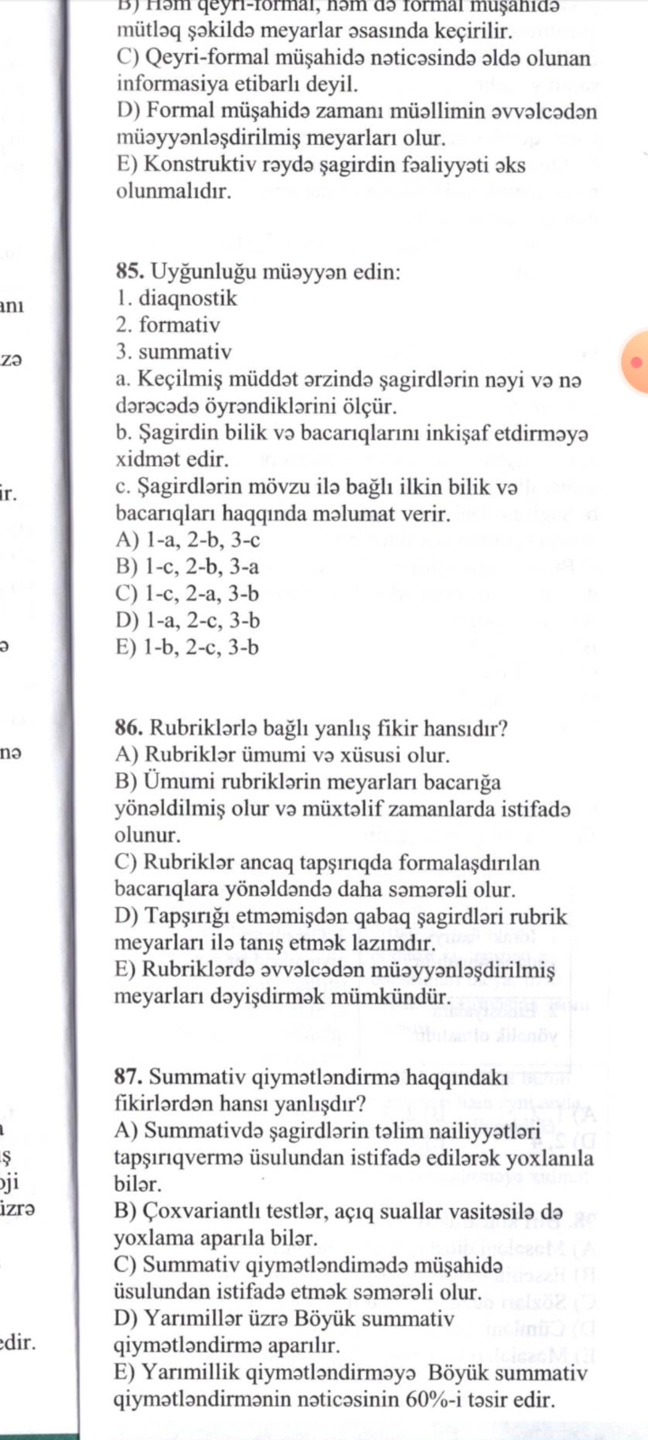 B) Həm qeyri-formal, həm də formal müşahidə
mütləq şəkildə meyarlar əsasında keçirilir.
C) Qeyri-formal müşahidə nəticəsində əldə olunan
informasiya etibarlı deyil.
D) Formal müşahidə zamanı müəllimin əvvəlcədən
müəyyənləşdirilmiş meyarları olur.
E) Konstruktiv rəydə şagirdin fəaliyyəti əks
olunmalıdır.
85. Uyğunluğu müəyyən edin:
1. diaqnostik
2. formativ
3. summativ
a. Keçilmiş müddət ərzində şagirdlərin nəyi və nə
dərəcədə öyrəndiklərini ölçür.
b. Şagirdin bilik və bacarıqlarını inkişaf etdirməyə
xidmət edir.
c. Şagirdlərin mövzu ilə bağlı ilkin bilik və
bacarıqları haqqında məlumat verir.
A) 1-a, 2-b, 3-c
B) 1-c, 2-b, 3-a
C) 1-c, 2-a, 3-b
D) 1-a, 2-c, 3-b
E) 1-b, 2-c, 3-b
86. Rubriklərlə bağlı yanlış fikir hansıdır?
A) Rubriklər ümumi və xüsusi olur.
B) Ümumi rubriklərin meyarları bacarığa
yönəldilmiş olur və müxtəlif zamanlarda istifadə
olunur.
C) Rubriklər ancaq tapşırıqda formalaşdırılan
bacarıqlara yönəldəndə daha səmərəli olur.
D) Tapşırığı etməmişdən qabaq şagirdləri rubrik
meyarları ilə tanış etmək lazımdır.
E) Rubriklərdə əvvəlcədən müəyyənləşdirilmiş
meyarları dəyişdirmək mümkündür.
87. Summativ qiymətləndirmə haqqındakı
fikirlərdən hansı yanlışdır?
A) Summativdə şagirdlərin təlim nailiyyətləri
tapşırıqvermə üsulundan istifadə edilərək yoxlanıla
bilər.
B) Çoxvariantlı testlər, açıq suallar vasitəsilə də
yoxlama aparıla bilər.
C) Summativ qiymətləndimədə müşahidə
üsulundan istifadə etmək səmərəli olur.
D) Yarımillər üzrə Böyük summativ
qiymətləndirmə aparılır.
E) Yarımillik qiymətləndirməyə Böyük summativ
qiymətləndirmənin nəticəsinin 60%-i təsir edir.